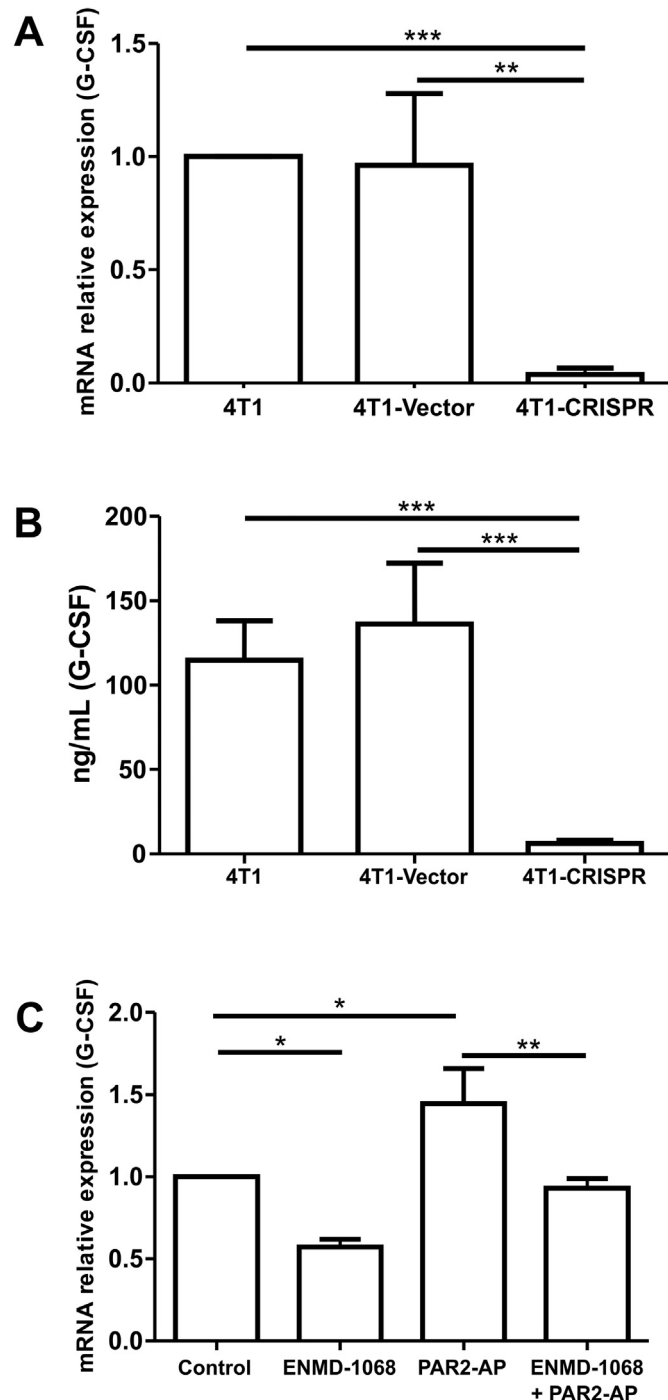 A
mRNA relative expression (G-CSF)
1.5
1.0
0.5
0.0
***
**
4T1
4T1-Vector
4T1-CRISPR
B
ng/mL (G-CSF)
200
150
100
50
0
***
***
4T1
4T1-Vector
4T1-CRISPR
C
mRNA relative expression (G-CSF)
2.0
1.5
1.0
0.5
0.0
*
*
**
Control
ENMD-1068
PAR2-AP
ENMD-1068
+ PAR2-AP